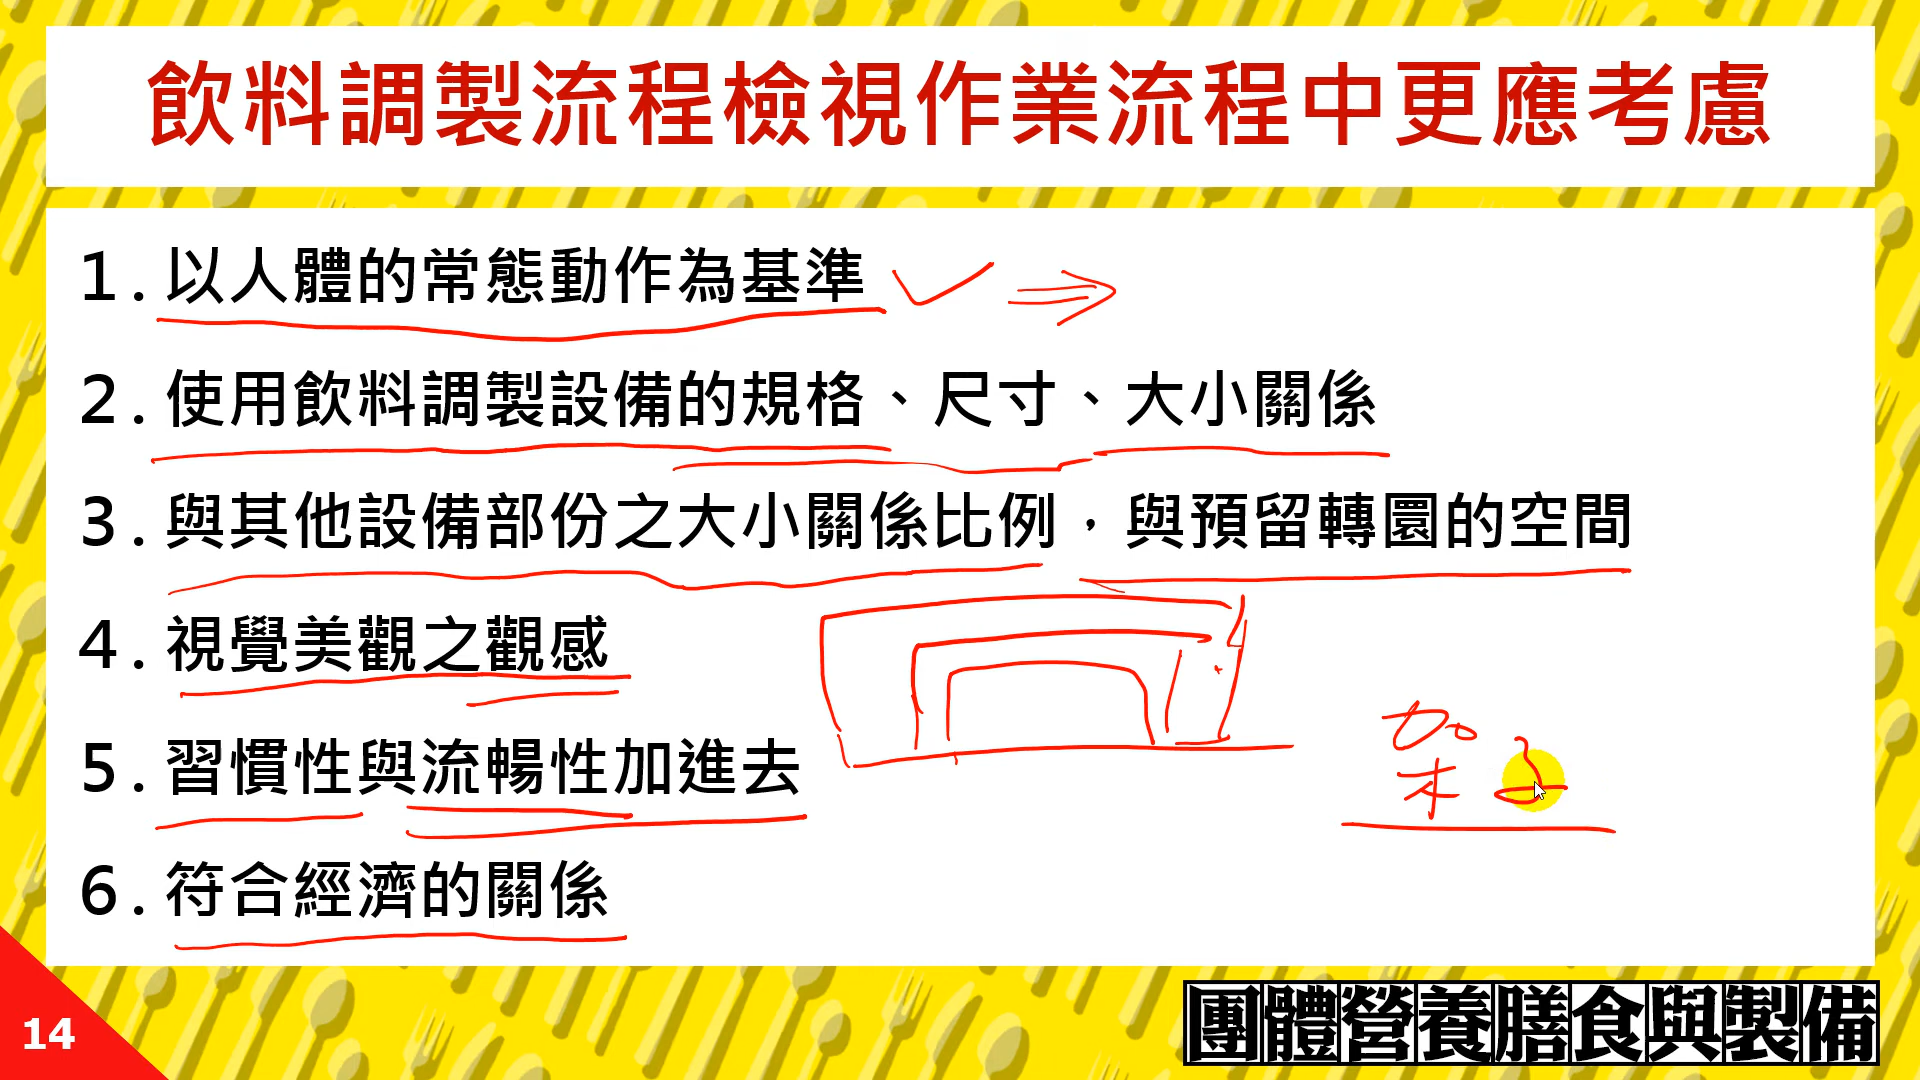 飲料調製流程檢視作業流程中更應考慮
1.以人體的常態動作為基準
2.使用飲料調製設備的規格、尺寸、大小關係
3.與其他設備部份之大小關係比例，與預留轉圜的空間
4.視覺美觀之觀感
5.習慣性與流暢性加進去
6.符合經濟的關係
14
團體營養膳食與製備